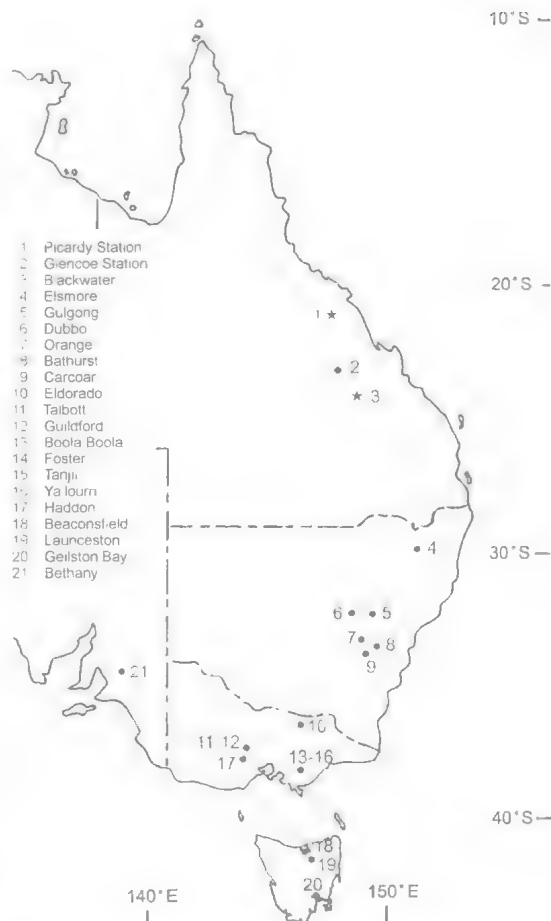 10°S
20°S
1 Picardy Station
2 Glencoe Station
3 Blackwater
4 Elsmore
5 Gulgong
6 Dubbo
7 Orange
8 Bathurst
9 Carcoar
10 Eldorado
11 Talbott
12 Guildford
13 Boola Boola
14 Foster
15 Tanjil
16 Yallourn
17 Haddon
18 Beaconsfield
19 Launceston
20 Geilston Bay
21 Bethany
1
2
3
4
30°S
6 5
7 8
9
21
10
11 12
17 13-16
40°S
18
19
20
140°E 150°E